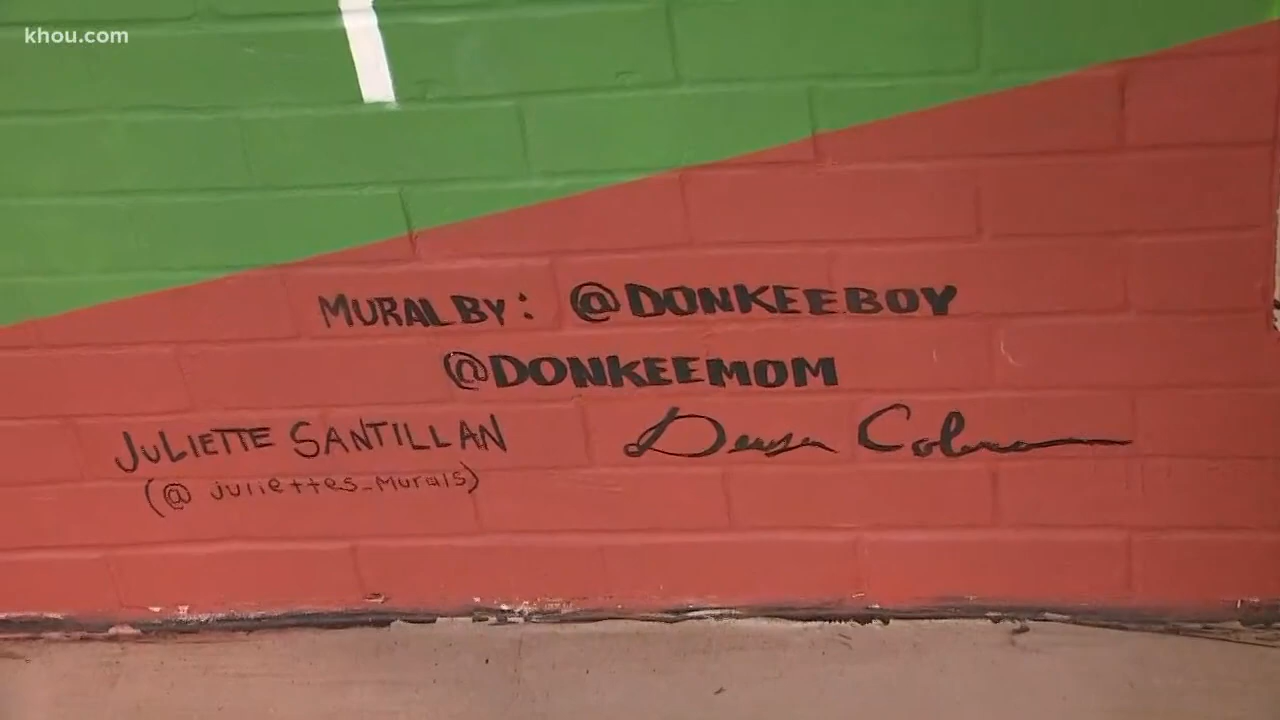 khou.com
MURAL BY: @DONKEEBOY
@DONKEEMOM
JULIETTE SANTILLAN
(@juliettes_murals)